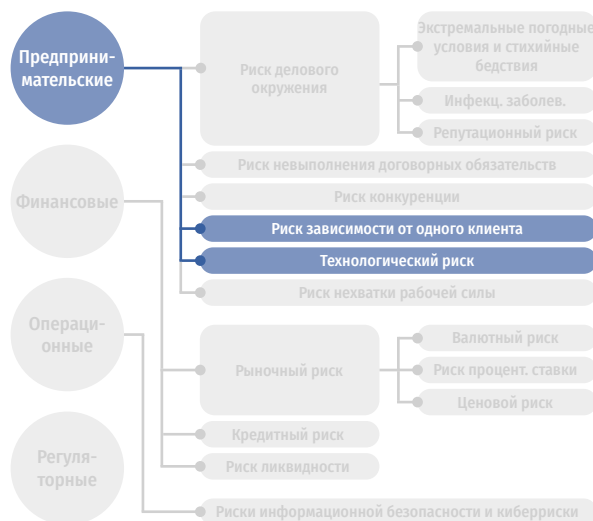 Предприни-
мательские
Риск делового
окружения
Экстремальные погодные
условия и стихийные
бедствия
Инфекц. заболев.
Репутационный риск
Риск невыполнения договорных обязательств
Финансовые
Риск конкуренции
Риск зависимости от одного клиента
Технологический риск
Риск нехватки рабочей силы
Операци-
онные
Рыночный риск
Валютный риск
Риск процент. ставки
Ценовой риск
Кредитный риск
Риск ликвидности
Регуля-
торные
Риски информационной безопасности и киберриски